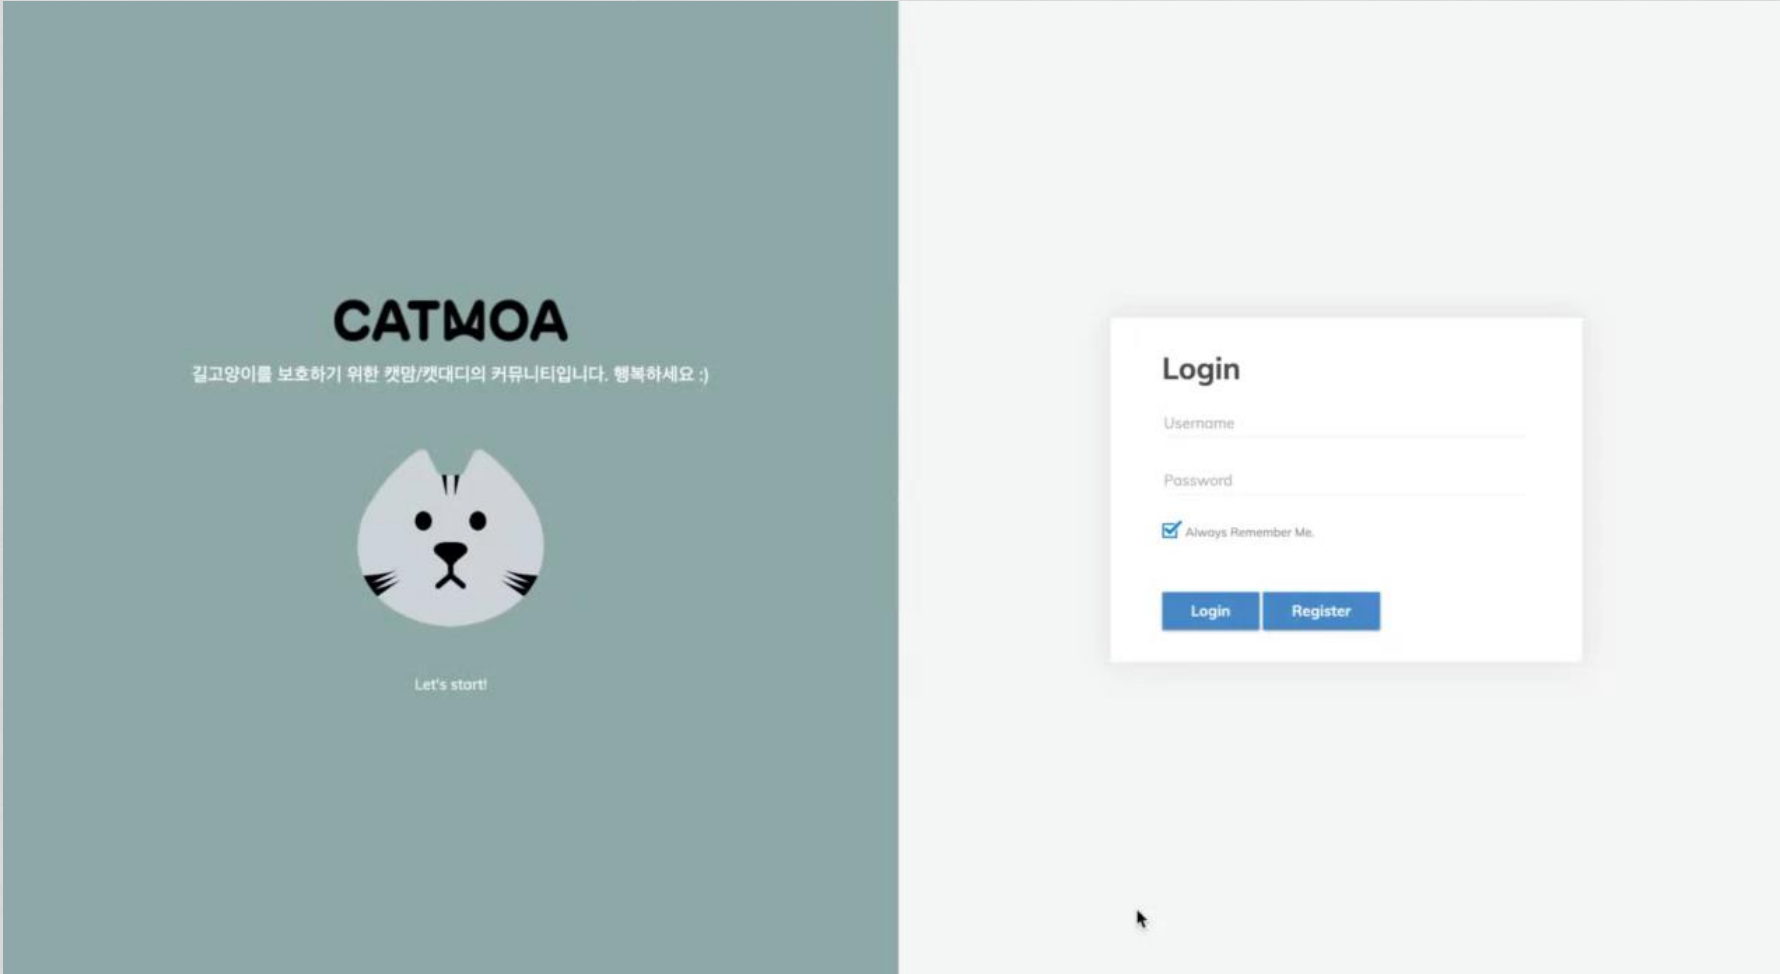 CATMOA
길고양이를 보호하기 위한 캣맘/캣대디의 커뮤니티입니다. 행복하세요 :)
Let's start!
Login
Username
Password
Always Remember Me.
Login
Register